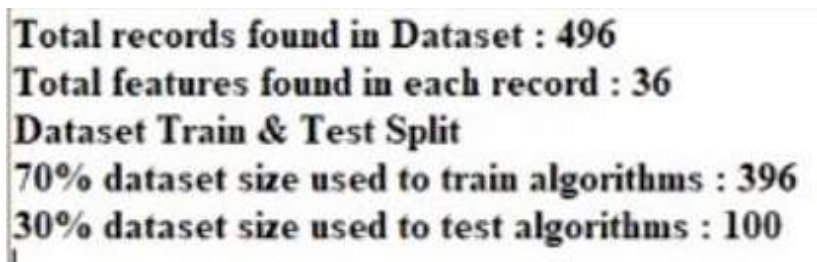 Total records found in Dataset : 496
Total features found in each record : 36
Dataset Train & Test Split
70% dataset size used to train algorithms : 396
30% dataset size used to test algorithms : 100